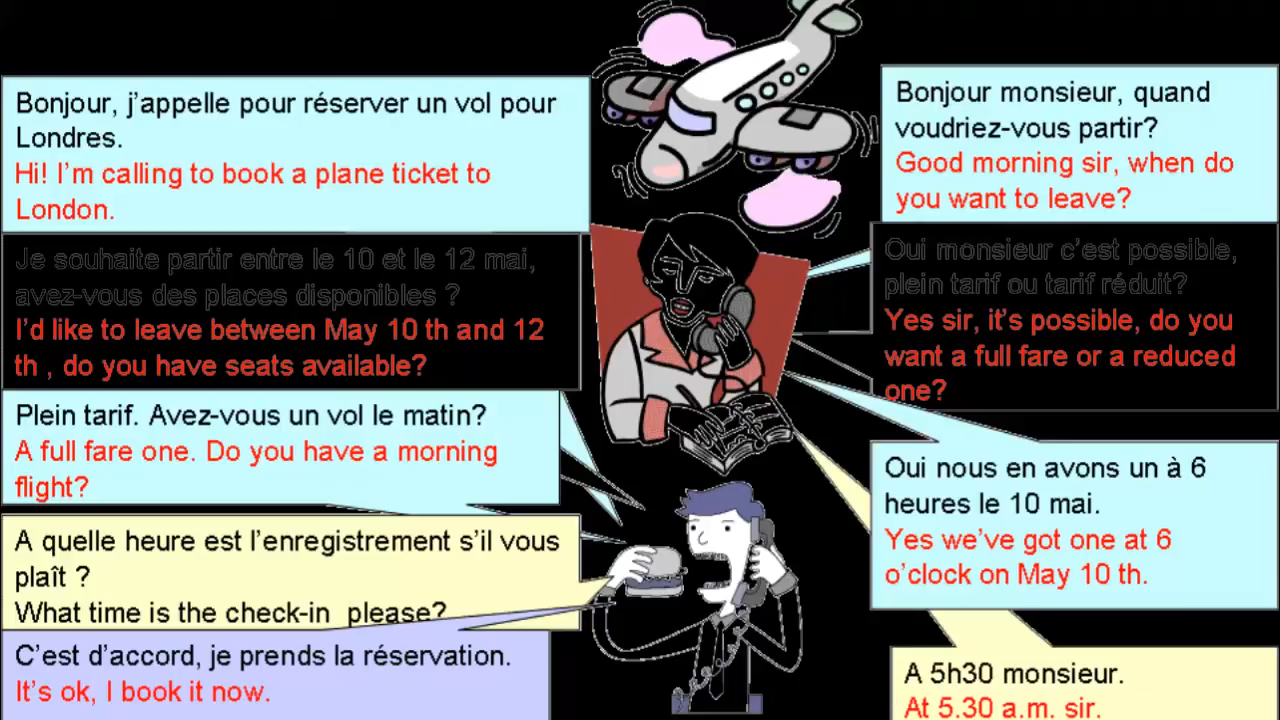 Bonjour, j'appelle pour réserver un vol pour
Londres.
Hi! I'm calling to book a plane ticket to
London.
Bonjour monsieur, quand
voudriez-vous partir?
Good morning sir, when do
you want to leave?
Je souhaite partir entre le 10 et le 12 mai,
avez-vous des places disponibles ?
I'd like to leave between May 10 th and 12
th , do you have seats available?
Oui monsieur c'est possible,
plein tarif ou tarif réduit?
Yes sir, it's possible, do you
want a full fare or a reduced
one?
Plein tarif. Avez-vous un vol le matin?
A full fare one. Do you have a morning
flight?
Oui nous en avons un à 6
heures le 10 mai.
Yes we've got one at 6
o'clock on May 10 th.
A quelle heure est l'enregistrement s'il vous
plaît ?
What time is the check-in  please?
A 5h30 monsieur.
At 5.30 a.m. sir.
C'est d'accord, je prends la réservation.
It's ok, I book it now.